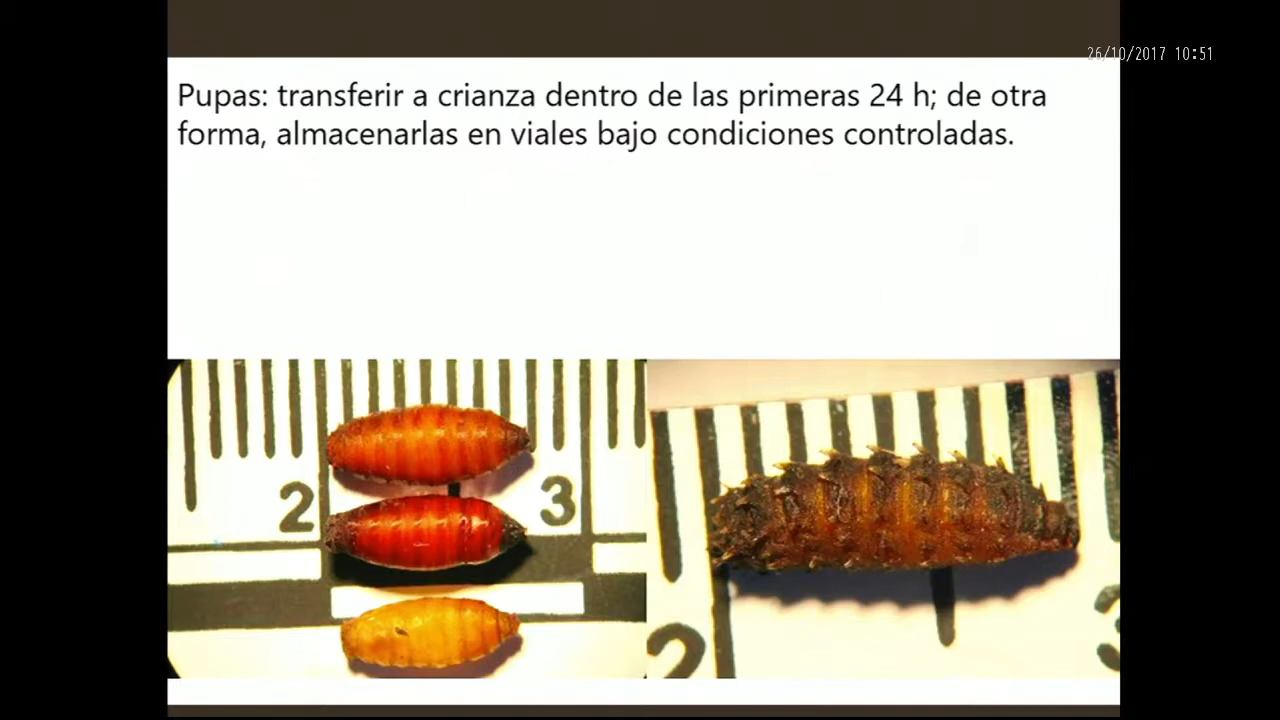 26/10/2017 10:51
Pupas: transferir a crianza dentro de las primeras 24 h; de otra
forma, almacenarlas en viales bajo condiciones controladas.
2 3
2 3